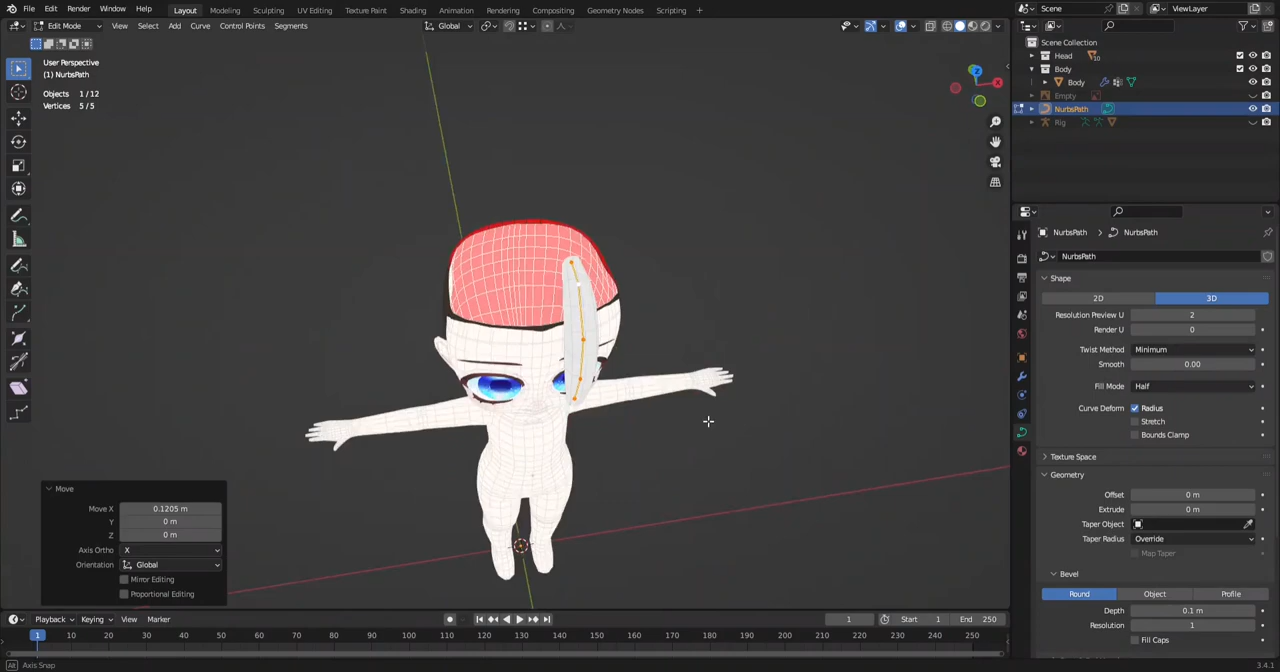 File Edit Render Window Help Layout Modeling Sculpting UV Editing Texture Paint Shading Animation Rendering Compositing Geometry Nodes Scripting + Scene ViewLayer
Edit Mode View Select Add Curve Control Points Segments Global
User Perspective
(1) NurbsPath
Objects 1/12
Vertices 5/5
Z
X
Scene Collection
Head 10
Body
Body
Empty
NurbsPath
Rig
NurbsPath > NurbsPath
NurbsPath
Shape
2D 3D
Resolution Preview U 2
Render U 0
Twist Method Minimum
Smooth 0.00
Fill Mode Half
Curve Deform Radius
Stretch
Bounds Clamp
Texture Space
Geometry
Offset 0 m
Extrude 0 m
Taper Object
Taper Radius Override
Map Taper
Bevel
Round Object Profile
Depth 0.1 m
Resolution 1
Fill Caps
Move
Move X 0.1205 m
Y 0 m
Z 0 m
Axis Ortho X
Orientation Global
Mirror Editing
Proportional Editing
Playback Keying View Marker 1 Start 1 End 250
1 10 20 30 40 50 60 70 80 90 100 110 120 130 140 150 160 170 180 190 200 210 220 230 240 250
Alt Axis Snap 3.4.1